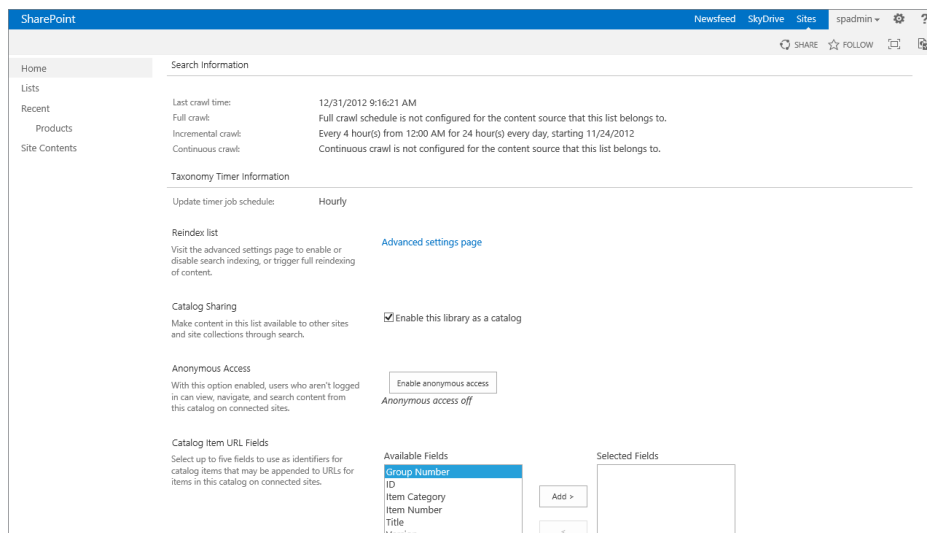 SharePoint
Newsfeed SkyDrive Sites spadmin ?
SHARE FOLLOW
Home
Lists
Recent
Products
Site Contents
Search Information
Last crawl time: 12/31/2012 9:16:21 AM
Full crawl: Full crawl schedule is not configured for the content source that this list belongs to.
Incremental crawl: Every 4 hour(s) from 12:00 AM for 24 hour(s) every day, starting 11/24/2012
Continuous crawl: Continuous crawl is not configured for the content source that this list belongs to.
Taxonomy Timer Information
Update timer job schedule: Hourly
Reindex list
Visit the advanced settings page to enable or
disable search indexing, or trigger full reindexing
of content.
Advanced settings page
Catalog Sharing
Make content in this list available to other sites
and site collections through search.
Enable this library as a catalog
Anonymous Access
With this option enabled, users who aren't logged
in can view, navigate, and search content from
this catalog on connected sites.
Enable anonymous access
Anonymous access off
Catalog Item URL Fields
Select up to five fields to use as identifiers for
catalog items that may be appended to URLs for
items in this catalog on connected sites.
Available Fields
Group Number
ID
Item Category
Item Number
Title
Add >
Selected Fields